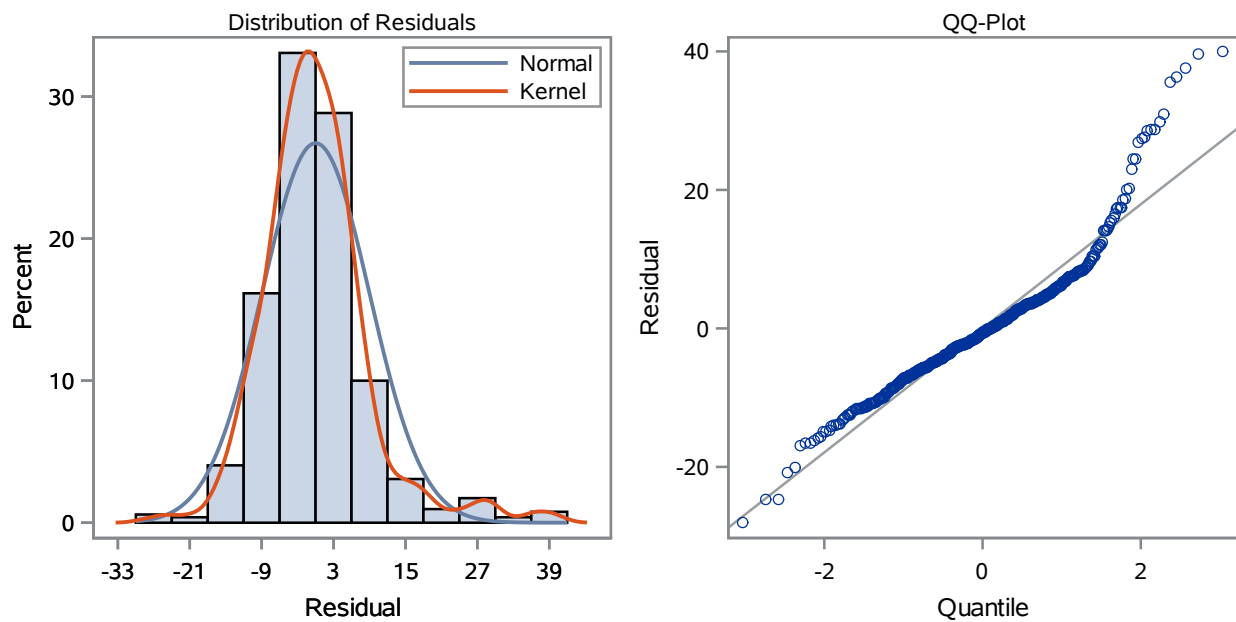 Distribution of Residuals
Normal
Kernel
30
20
10
0
Percent
-33 -21 -9 3 15 27 39
Residual
QQ-Plot
40
20
0
-20
Residual
-2 0 2
Quantile